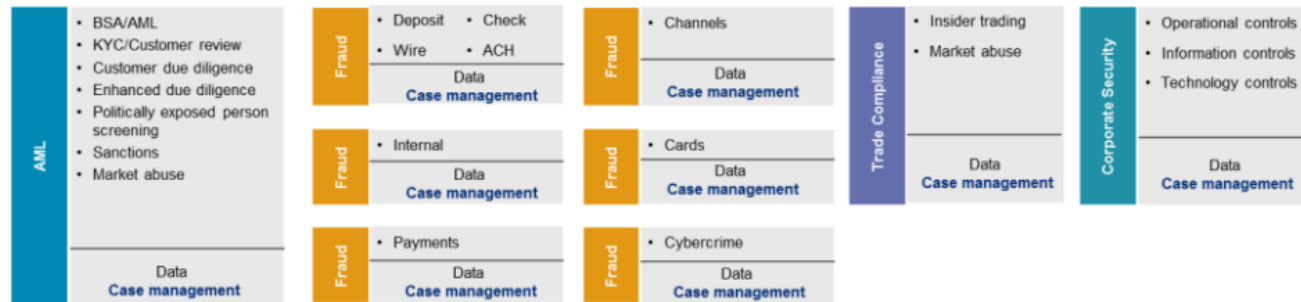 AML
• BSA/AML
• KYC/Customer review
• Customer due diligence
• Enhanced due diligence
• Politically exposed person
screening
• Sanctions
• Market abuse
Data
Case management
Fraud
• Deposit • Check
• Wire • ACH
Data
Case management
Fraud
• Internal
Data
Case management
Fraud
• Payments
Data
Case management
Fraud
• Channels
Data
Case management
Fraud
• Cards
Data
Case management
Fraud
• Cybercrime
Data
Case management
Trade Compliance
• Insider trading
• Market abuse
Data
Case management
Corporate Security
• Operational controls
• Information controls
• Technology controls
Data
Case management